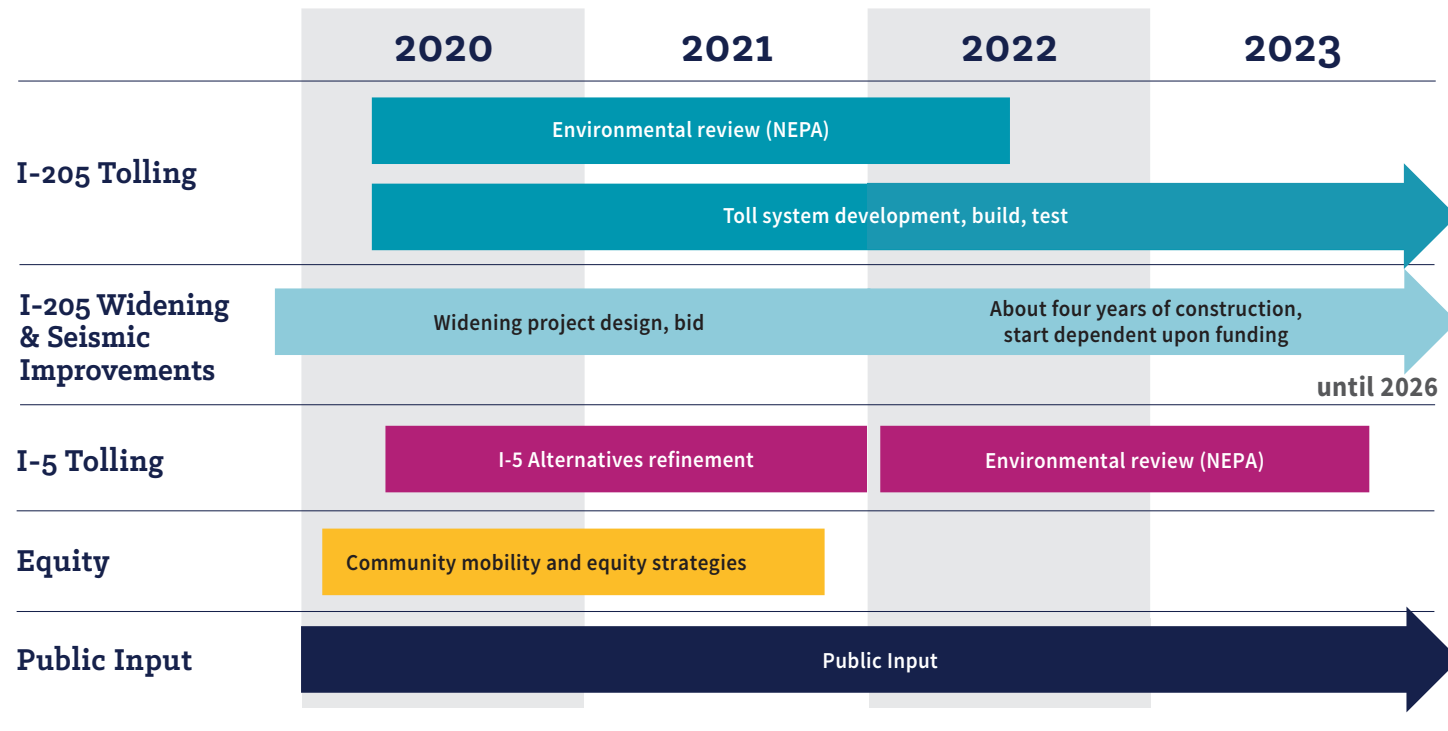 2020 2021 2022 2023
I-205 Tolling
Environmental review (NEPA)
Toll system development, build, test
I-205 Widening
& Seismic
Improvements
Widening project design, bid
About four years of construction,
start dependent upon funding
until 2026
I-5 Tolling
I-5 Alternatives refinement
Environmental review (NEPA)
Equity
Community mobility and equity strategies
Public Input
Public Input